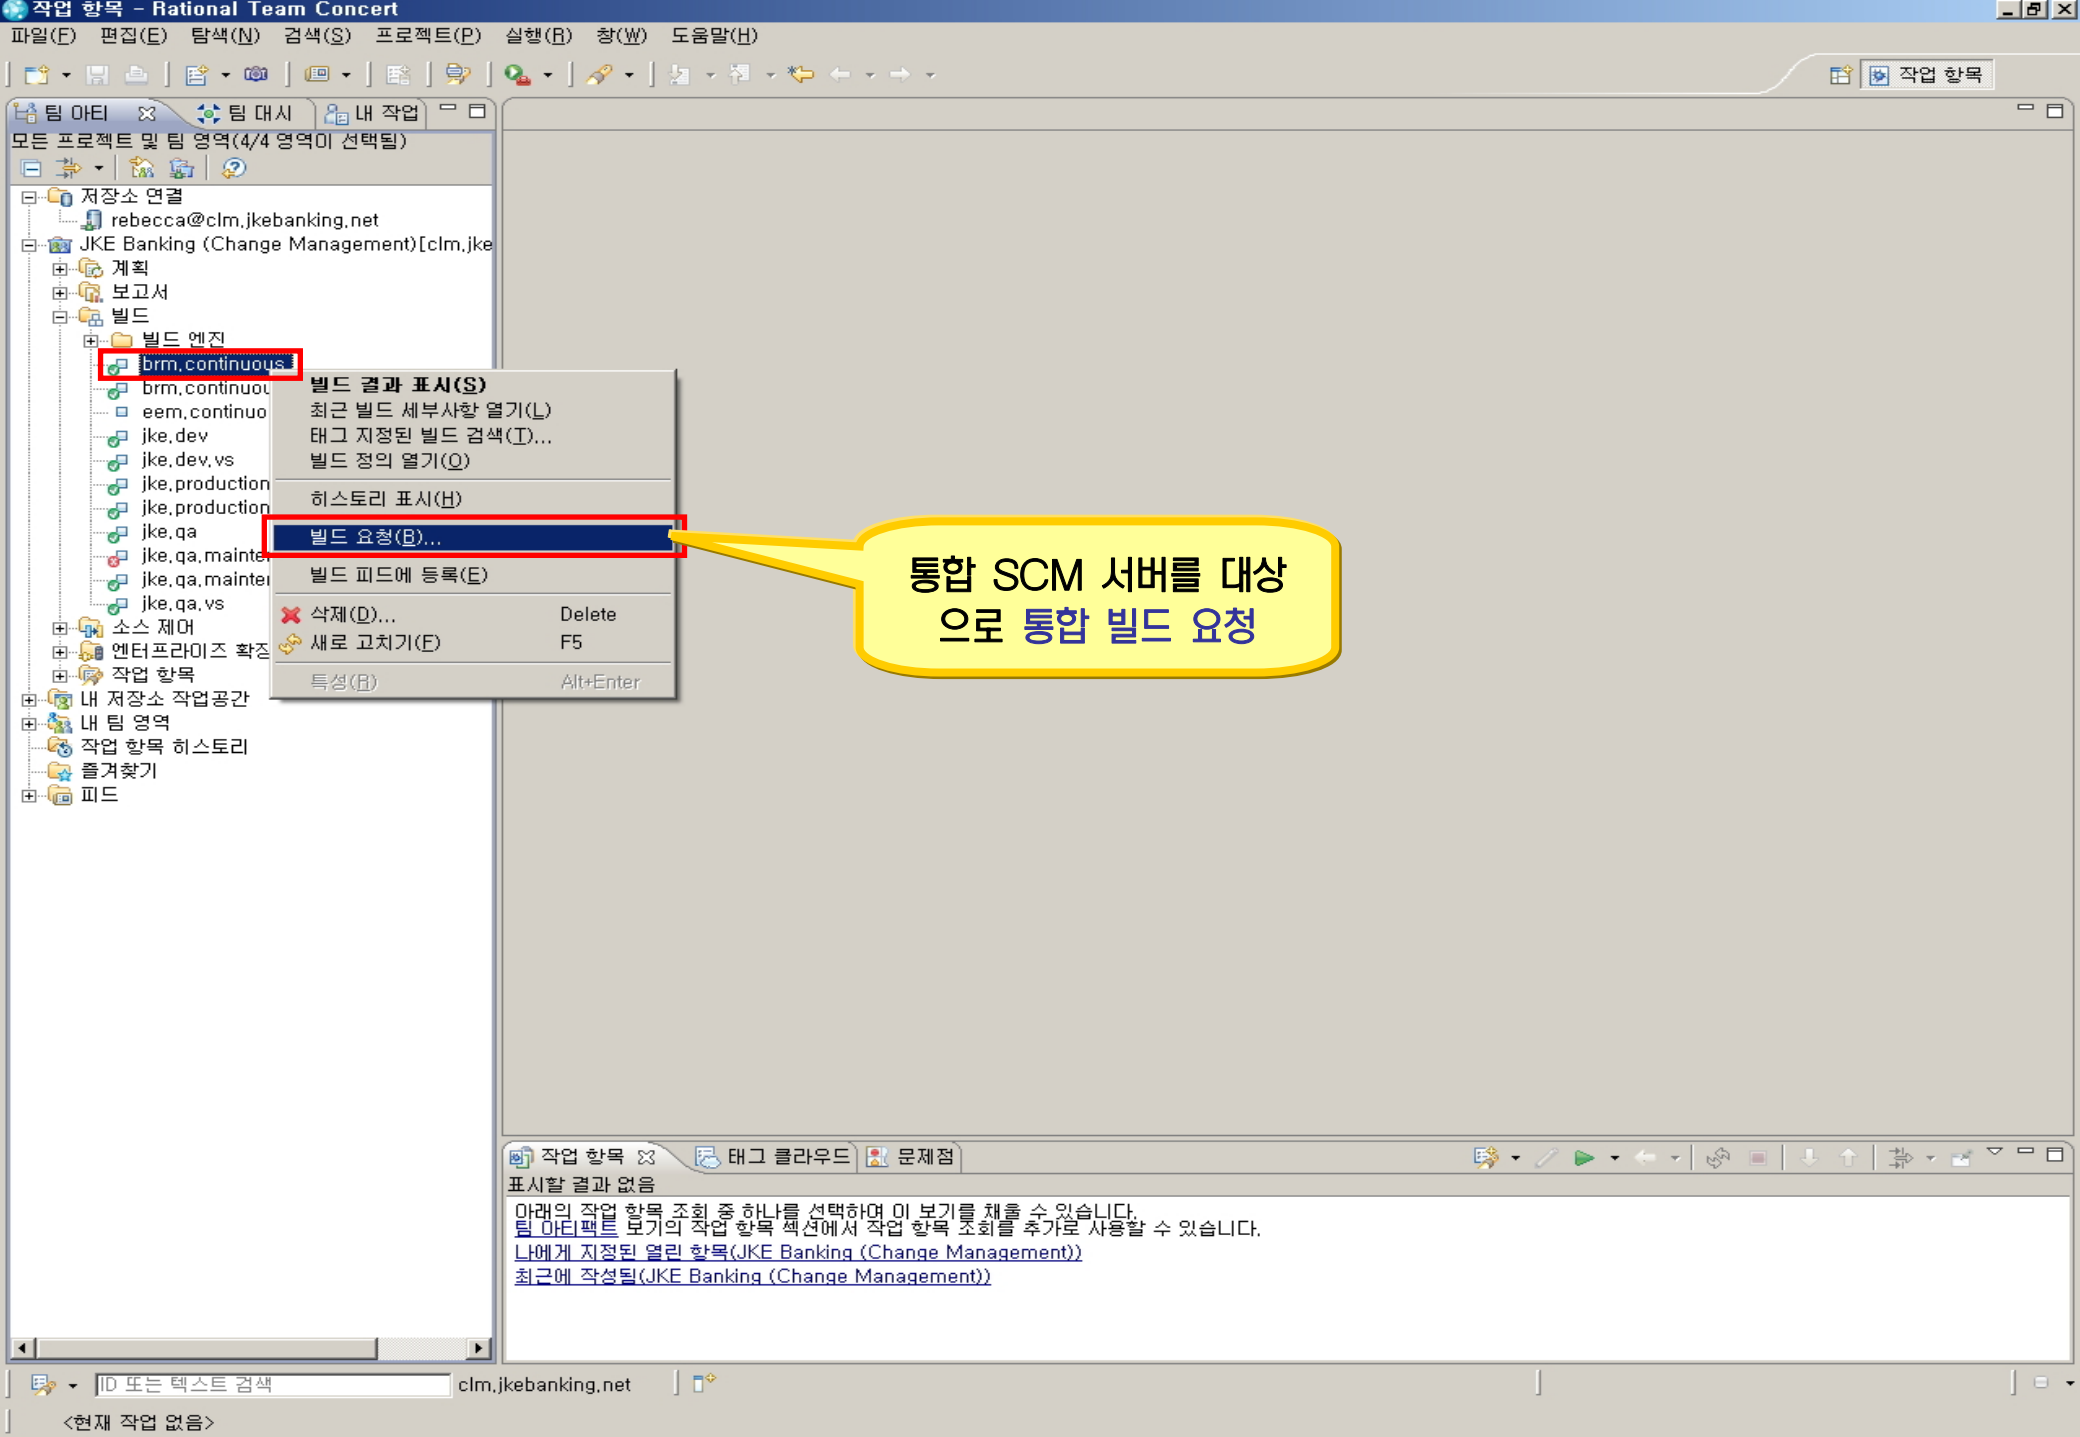 작업 항목 - Rational Team Concert
파일(F) 편집(E) 탐색(N) 검색(S) 프로젝트(P) 실행(R) 창(W) 도움말(H)
작업 항목
팀 아티
팀 대시
내 작업
모든 프로젝트 및 팀 영역(4/4 영역이 선택됨)
저장소 연결
rebecca@clm.jkebanking.net
JKE Banking (Change Management)[clm.jke
계획
보고서
빌드
빌드 엔진
brm.continuous
brm.continuou
eem.continuo
jke.dev
jke.dev.vs
jke.production
jke.production
jke.qa
jke.qa.mainte
jke.qa.mainte
jke.qa.vs
소스 제어
엔터프라이즈 확장
작업 항목
내 저장소 작업공간
내 팀 영역
작업 항목 히스토리
즐겨찾기
피드
빌드 결과 표시(S)
최근 빌드 세부사항 열기(L)
태그 지정된 빌드 검색(T)...
빌드 정의 열기(O)
히스토리 표시(H)
빌드 요청(B)...
빌드 피드에 등록(E)
삭제(D)... Delete
새로 고치기(F) F5
특성(R) Alt+Enter
통합 SCM 서버를 대상
으로 통합 빌드 요청
작업 항목
태그 클라우드
문제점
표시할 결과 없음
아래의 작업 항목 조회 중 하나를 선택하여 이 보기를 채울 수 있습니다.
팀 아티팩트 보기의 작업 항목 섹션에서 작업 항목 조회를 추가로 사용할 수 있습니다.
나에게 지정된 열린 항목(JKE Banking (Change Management))
최근에 작성됨(JKE Banking (Change Management))
ID 또는 텍스트 검색
clm.jkebanking.net
<현재 작업 없음>